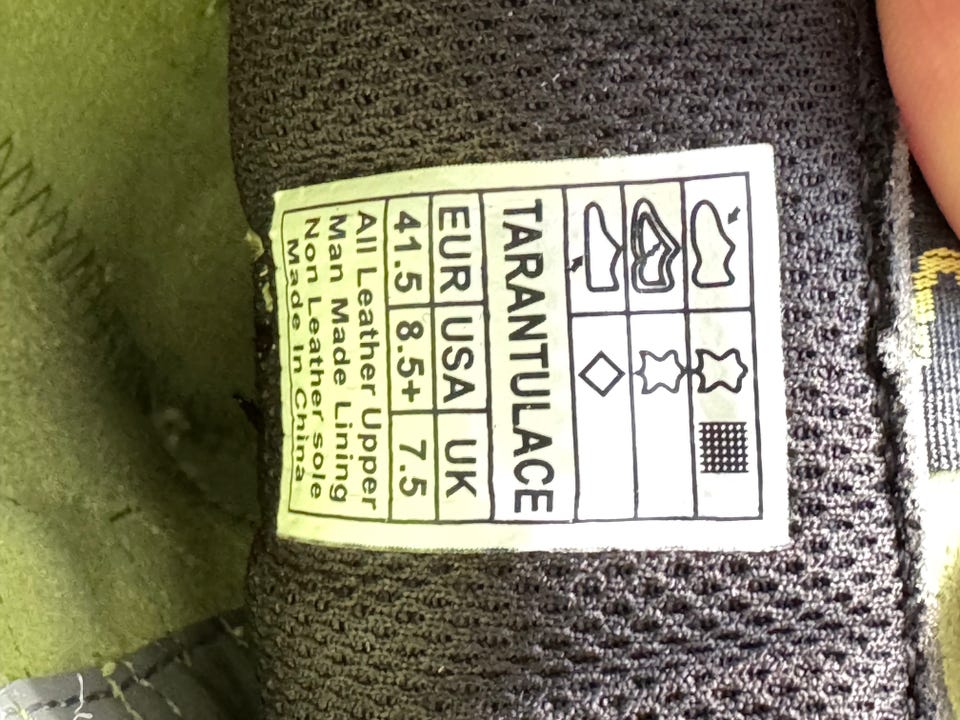 TARANTULACE
EUR USA UK
41.5 8.5+ 7.5
All Leather Upper
Man Made Lining
Non Leather sole
Made In China